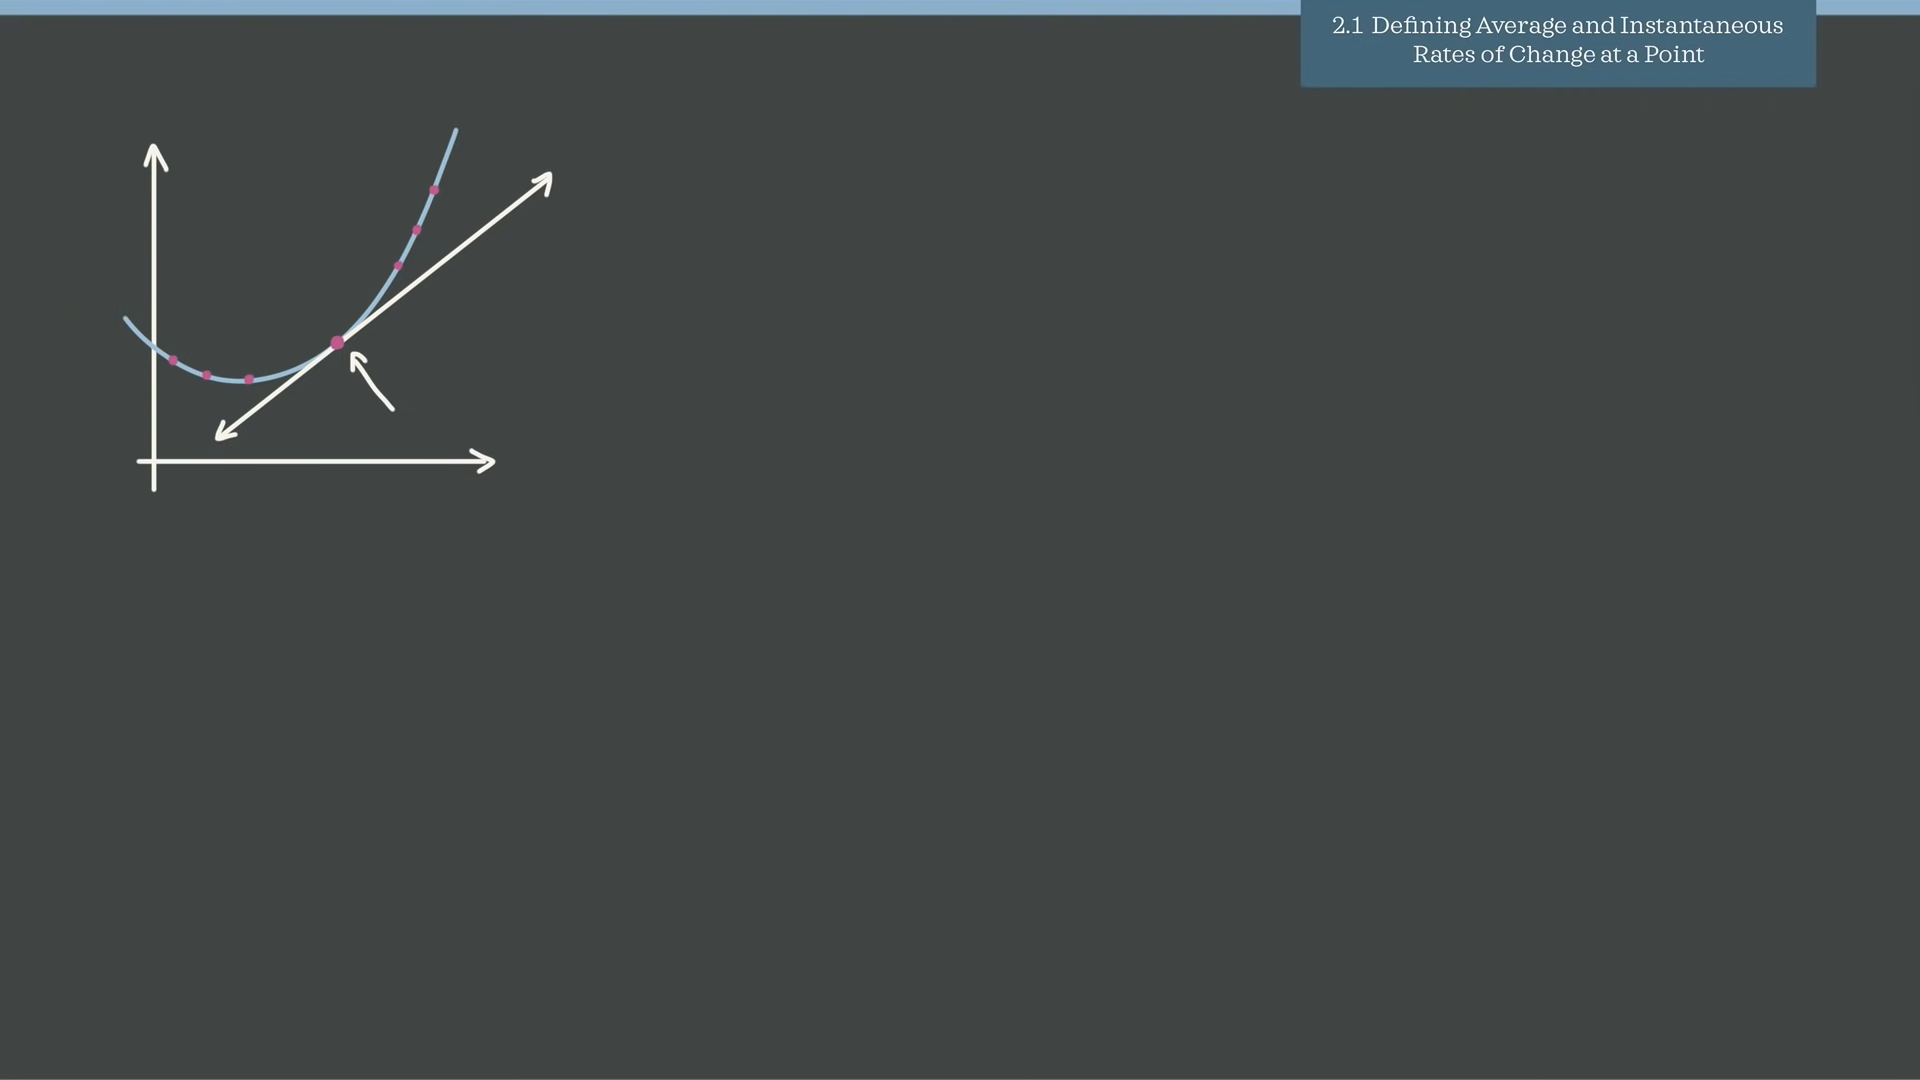 2.1 Defining Average and Instantaneous
Rates of Change at a Point